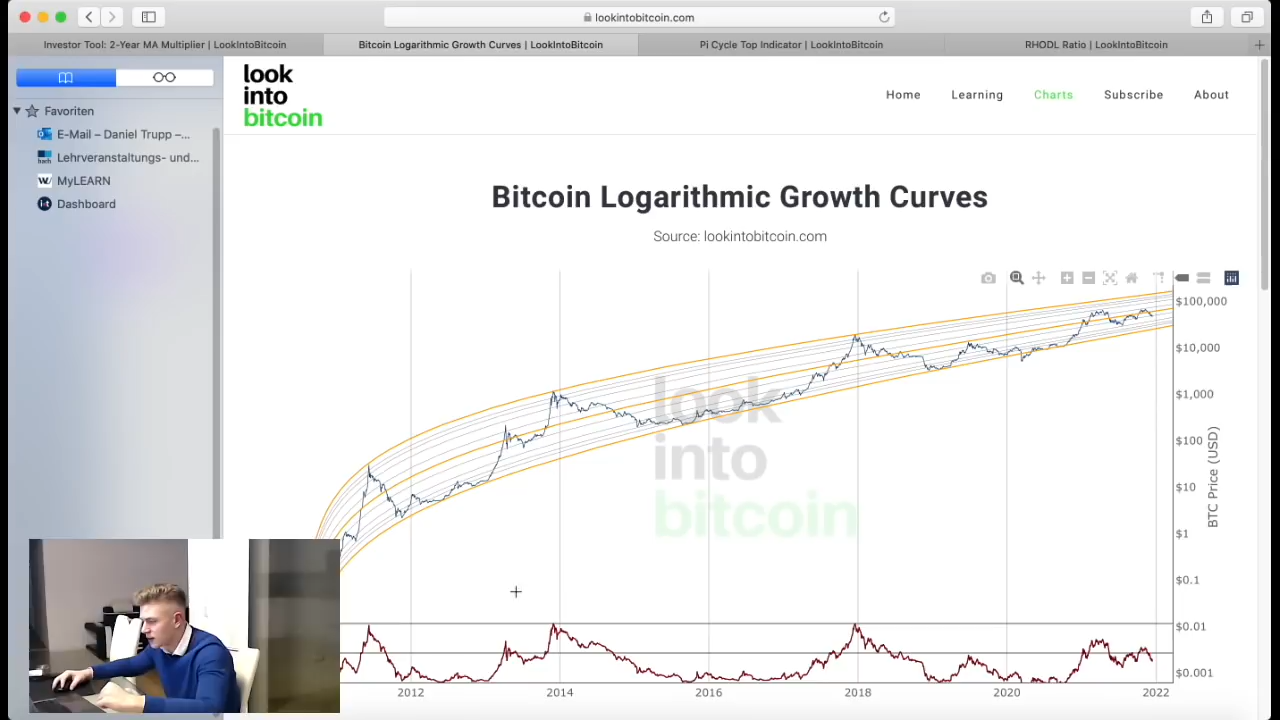 lookintobitcoin.com
Investor Tool: 2-Year MA Multiplier | LookIntoBitcoin
Bitcoin Logarithmic Growth Curves | LookIntoBitcoin
Pi Cycle Top Indicator | LookIntoBitcoin
RHODL Ratio | LookIntoBitcoin
Favoriten
E-Mail – Daniel Trupp –...
Lehrveranstaltungs- und...
MyLEARN
Dashboard
look
into
bitcoin
Home
Learning
Charts
Subscribe
About
Bitcoin Logarithmic Growth Curves
Source: lookintobitcoin.com
look
into
bitcoin
$100,000
$10,000
$1,000
$100
$10
$1
$0.1
$0.01
$0.001
BTC Price (USD)
2012
2014
2016
2018
2020
2022